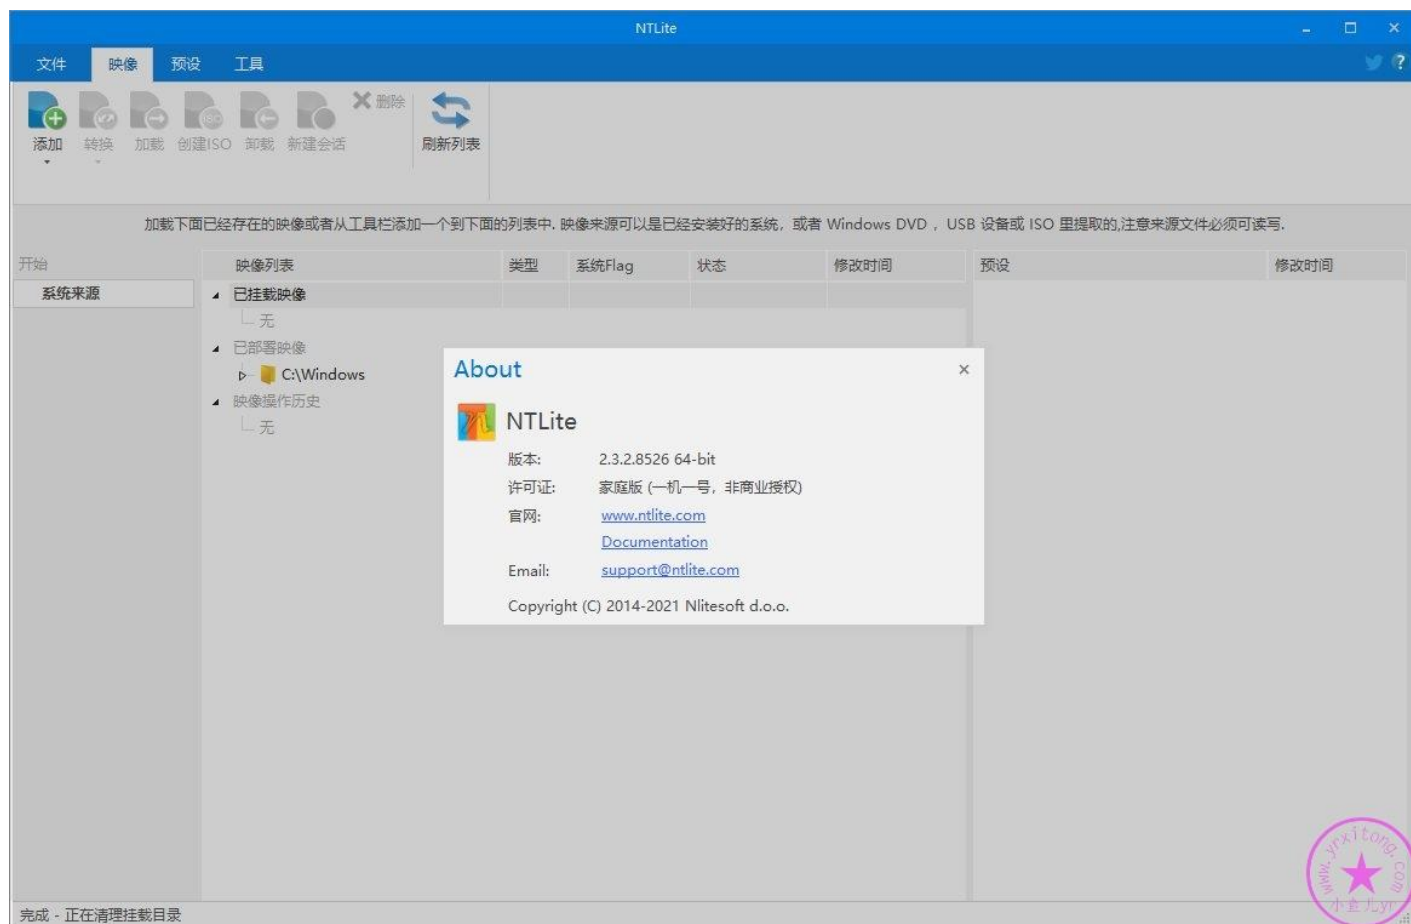 NTLite
文件 映像 预设 工具
添加 转换 加载 创建ISO 卸载 新建会话 删除 刷新列表
加载下面已经存在的映像或者从工具栏添加一个到下面的列表中. 映像来源可以是已经安装好的系统, 或者 Windows DVD , USB 设备或 ISO 里提取的,注意来源文件必须可读写.
开始 映像列表 类型 系统Flag 状态 修改时间 预设 修改时间
系统来源 已挂载映像
无
已部署映像
C:\Windows
映像操作历史
无
About
NTLite
版本: 2.3.2.8526 64-bit
许可证: 家庭版 (一机一号, 非商业授权)
官网: www.ntlite.com
Documentation
Email: support@ntlite.com
Copyright (C) 2014-2021 Nlitesoft d.o.o.
www.yrxitong.com
小鱼儿yr
完成 - 正在清理挂载目录